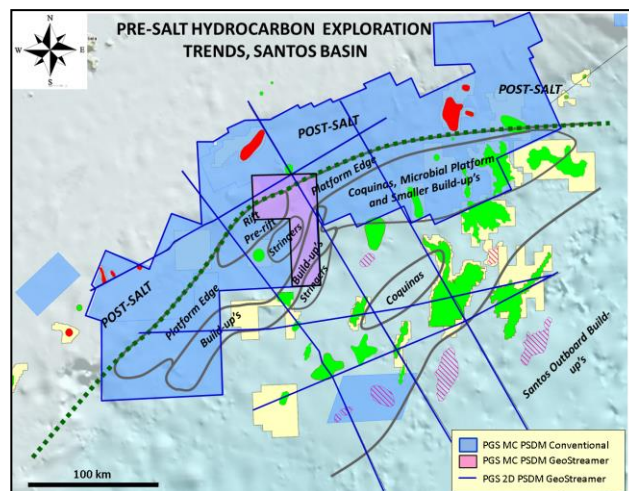 PRE-SALT HYDROCARBON EXPLORATION
TRENDS, SANTOS BASIN
N
W
E
S
POST-SALT
POST-SALT
Platform Edge
Coquinas, Microbial Platform
and Smaller Build-up's
Rift
Pre-rift
Stringers
Build-up's
Stringers
Coquinas
POST-SALT
Platform Edge
Build-up's
Santos Outboard Build-
up's
PGS MC PSDM Conventional
PGS MC PSDM GeoStreamer
PGS 2D PSDM GeoStreamer
100 km